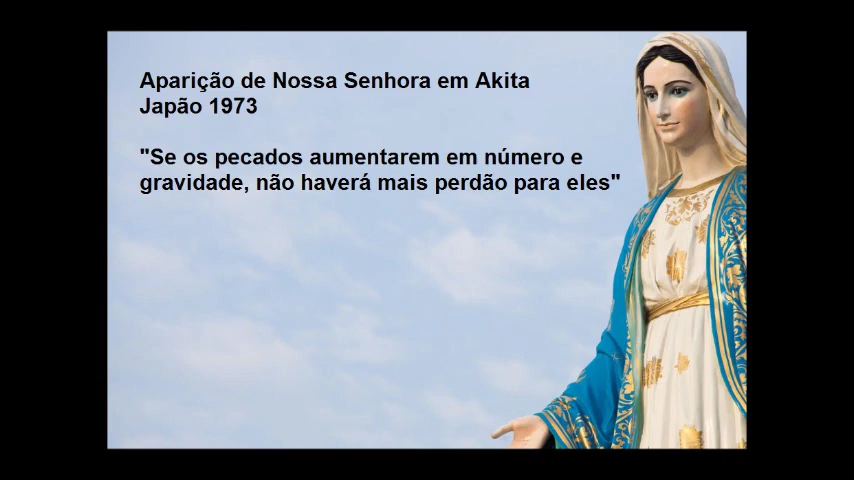 Aparição de Nossa Senhora em Akita
Japão 1973
"Se os pecados aumentarem em número e
gravidade, não haverá mais perdão para eles"